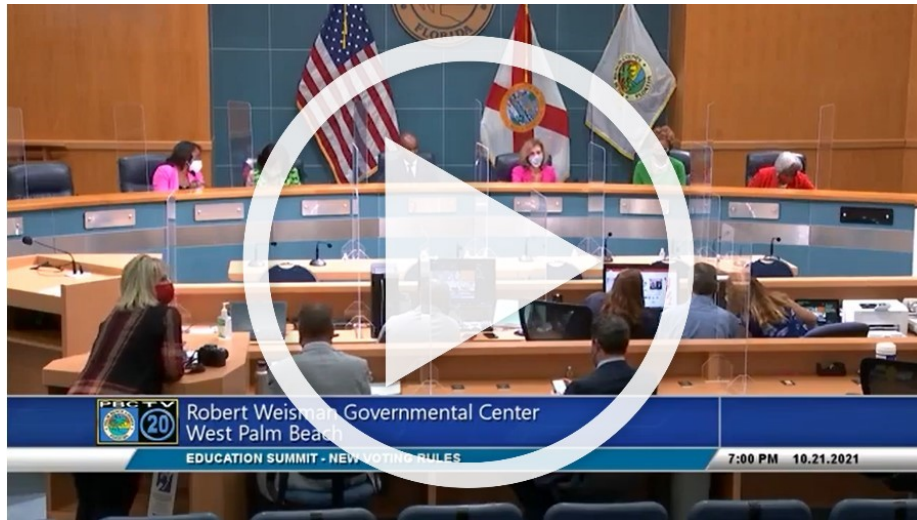 FLORIDA
PBC TV
20
Robert Weisman Governmental Center
West Palm Beach
EDUCATION SUMMIT - NEW VOTING RULES
7:00 PM 10.21.2021